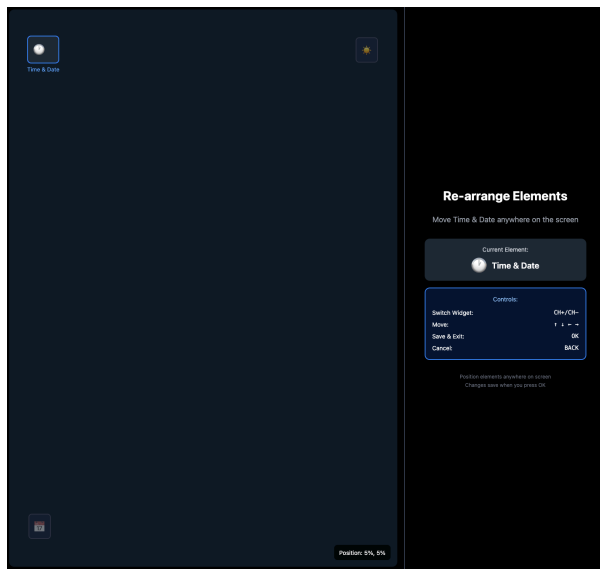 Time & Date
Position: 5%, 5%
Re-arrange Elements
Move Time & Date anywhere on the screen
Current Element:
Time & Date
Controls:
Switch Widget: CH+/CH−
Move: ↑ ↓ ← →
Save & Exit: OK
Cancel: BACK
Position elements anywhere on screen
Changes save when you press OK